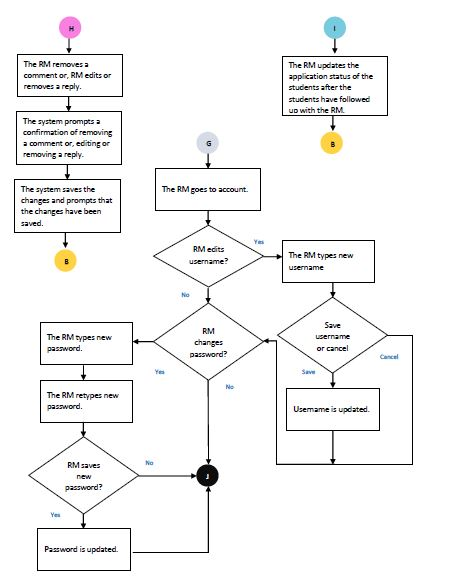 H
The RM removes a
comment or, RM edits or
removes a reply.
The system prompts a
confirmation of removing
a comment or, editing or
removing a reply.
The system saves the
changes and prompts that
the changes have been
saved.
B
I
The RM updates the
application status of the
students after the
students have followed
up with the RM.
B
G
The RM goes to account.
RM edits
username?
Yes
No
The RM types new
username
Save
username
or cancel
Save
Cancel
Username is updated.
RM
changes
password?
Yes
No
The RM types new
password.
The RM retypes new
password.
RM saves
new
password?
No
Yes
J
Password is updated.